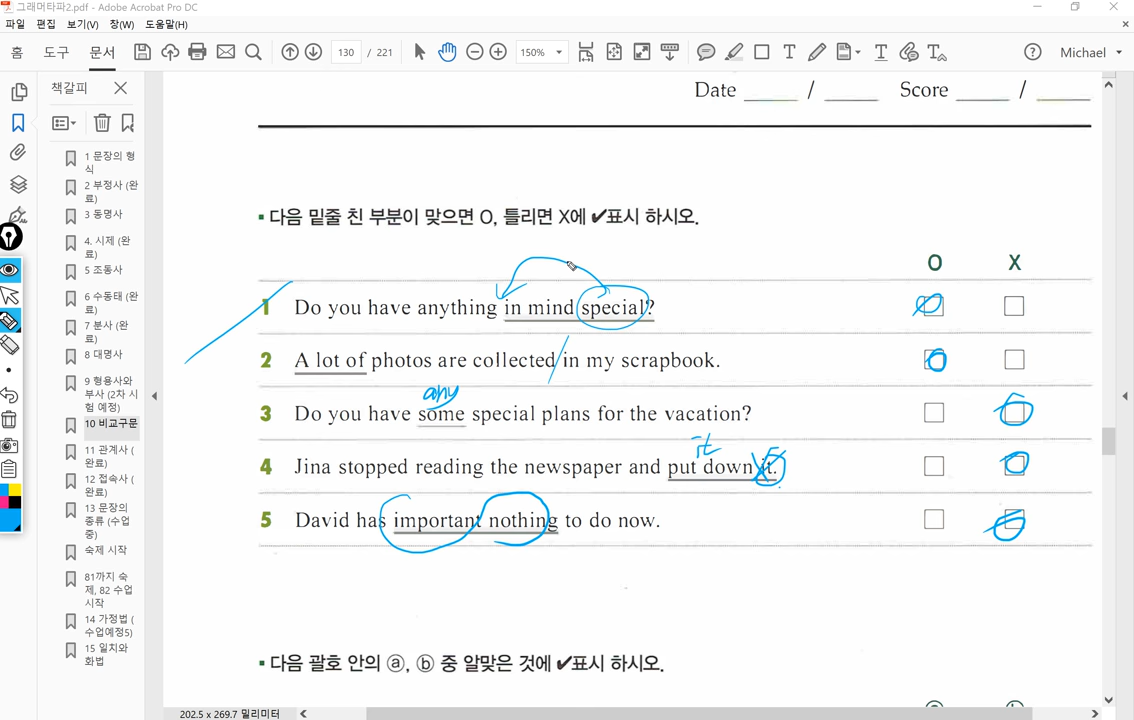 그래머타파2.pdf - Adobe Acrobat Pro DC
파일 편집 보기(V) 창(W) 도움말(H)
홈 도구 문서 130 / 221 150% Michael
책갈피
1 문장의 형식
2 부정사 (완료)
3 동명사
4. 시제 (완료)
5 조동사
6 수동태 (완료)
7 분사 (완료)
8 대명사
9 형용사와 부사 (2차 시험 예정)
10 비교구문
11 관계사 (완료)
12 접속사 (완료)
13 문장의 종류 (수업중)
숙제 시작
81까지 숙제, 82 수업 시작
14 가정법 (수업예정5)
15 일치와 화법
Date / Score /
▪ 다음 밑줄 친 부분이 맞으면 O, 틀리면 X에 ✔표시 하시오.
O X
1 Do you have anything in mind special?
2 A lot of photos are collected in my scrapbook.
any
3 Do you have some special plans for the vacation?
it
4 Jina stopped reading the newspaper and put down it.
5 David has important nothing to do now.
▪ 다음 괄호 안의 ⓐ, ⓑ 중 알맞은 것에 ✔표시 하시오.
202.5 x 269.7 밀리미터